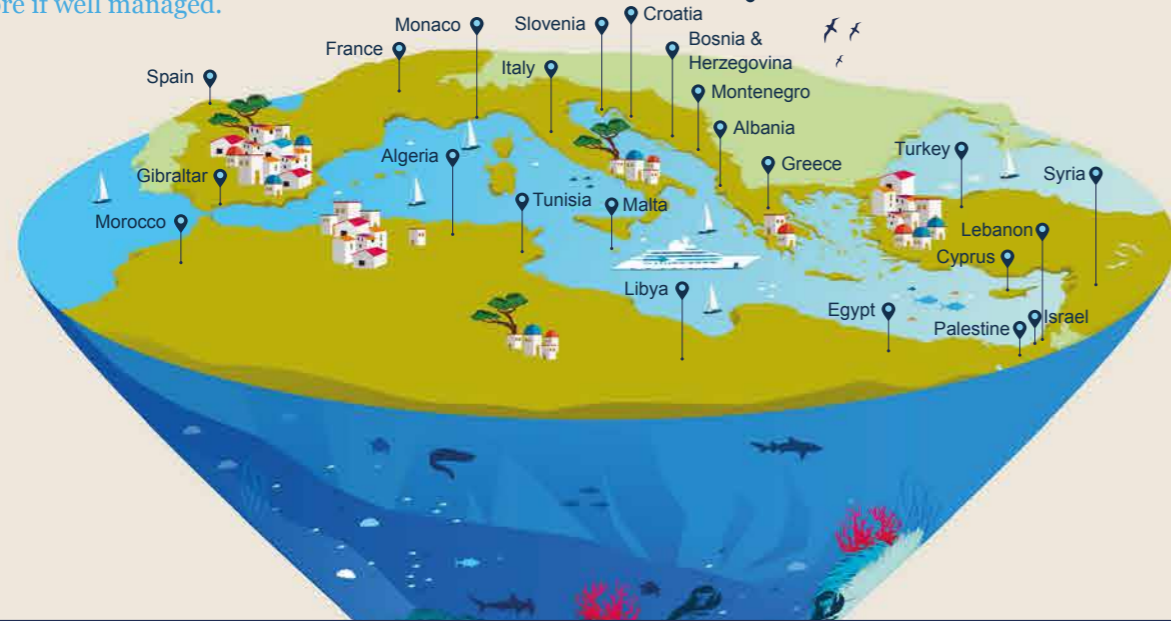 ore if well managed.
Croatia
Monaco
Slovenia
France
Bosnia &
Herzegovina
Italy
Spain
Montenegro
Albania
Algeria
Turkey
Greece
Gibraltar
Syria
Tunisia
Malta
Morocco
Lebanon
Cyprus
Libya
Egypt
Israel
Palestine